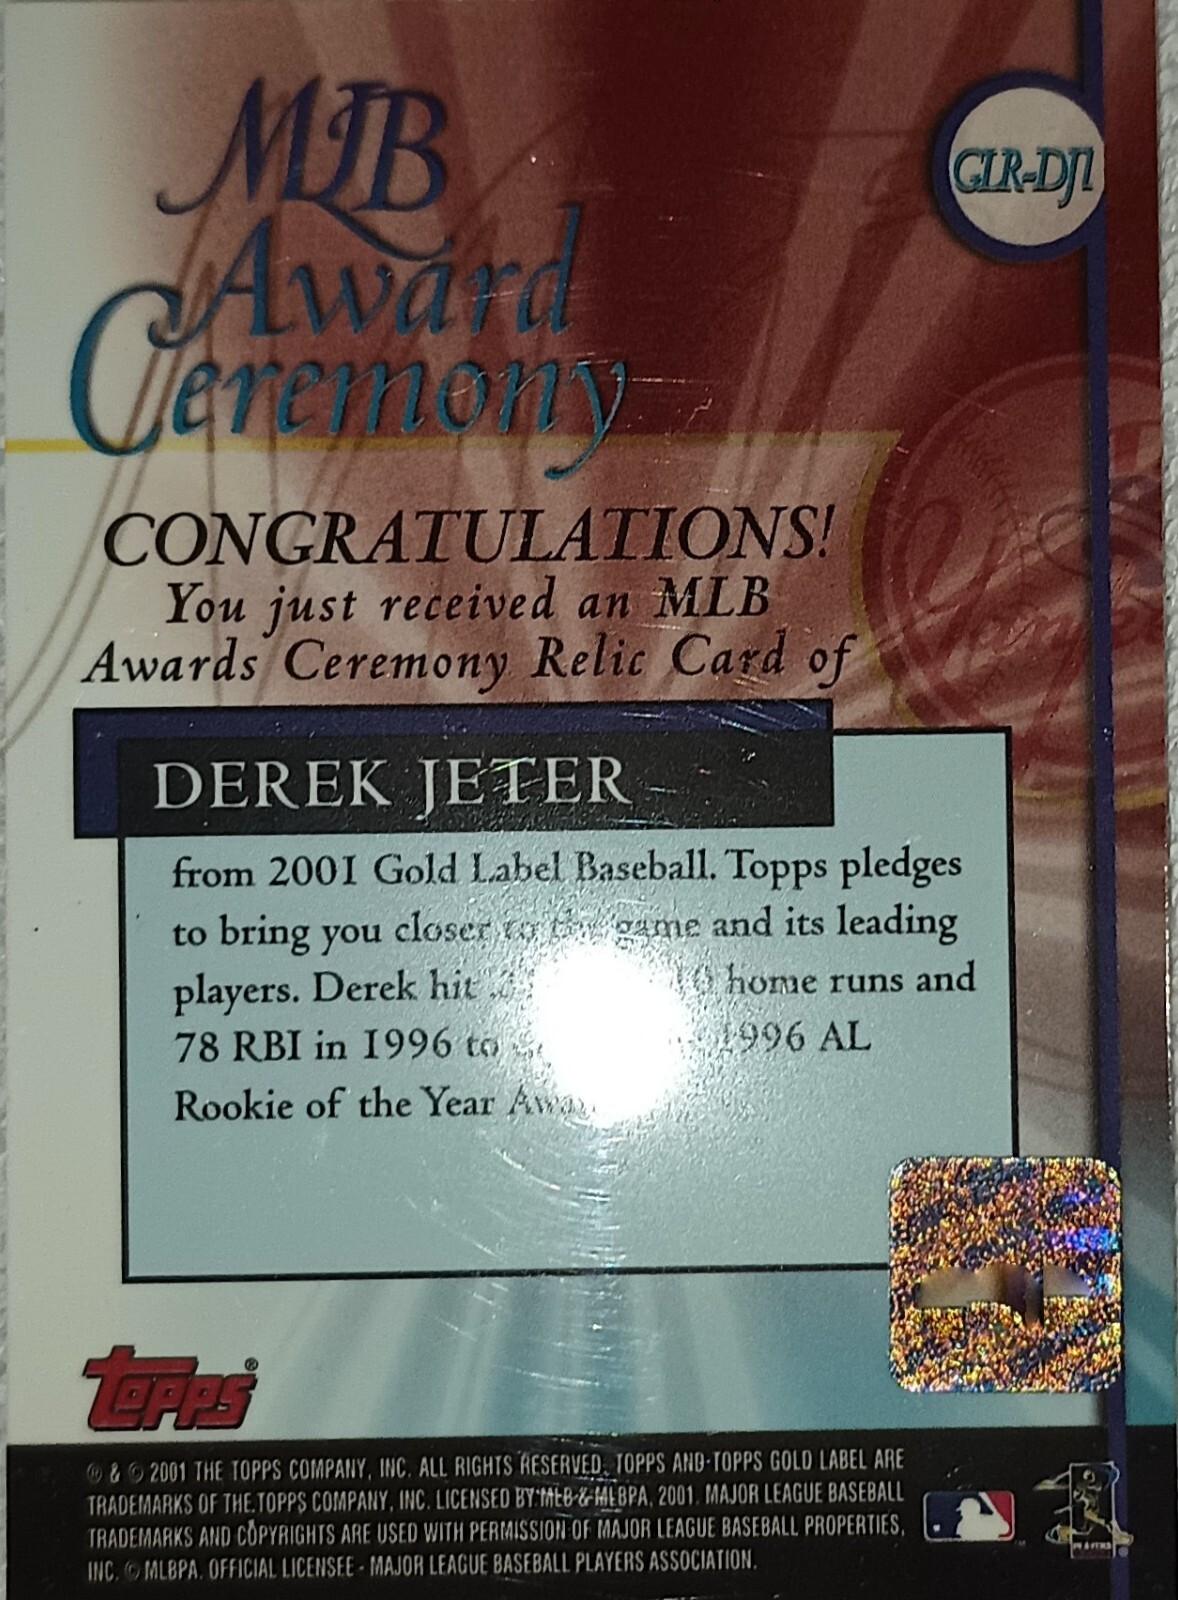 MLB
Award
Ceremony
GLR-DJ1
CONGRATULATIONS!
You just received an MLB
Awards Ceremony Relic Card of
DEREK JETER
from 2001 Gold Label Baseball. Topps pledges
to bring you closer to the game and its leading
players. Derek hit home runs and
78 RBI in 1996 to 1996 AL
Rookie of the Year
Topps®
® & © 2001 THE TOPPS COMPANY, INC. ALL RIGHTS RESERVED. TOPPS AND TOPPS GOLD LABEL ARE
TRADEMARKS OF THE TOPPS COMPANY, INC. LICENSED BY MLB & MLBPA, 2001. MAJOR LEAGUE BASEBALL
TRADEMARKS AND COPYRIGHTS ARE USED WITH PERMISSION OF MAJOR LEAGUE BASEBALL PROPERTIES,
INC. © MLBPA. OFFICIAL LICENSEE - MAJOR LEAGUE BASEBALL PLAYERS ASSOCIATION.